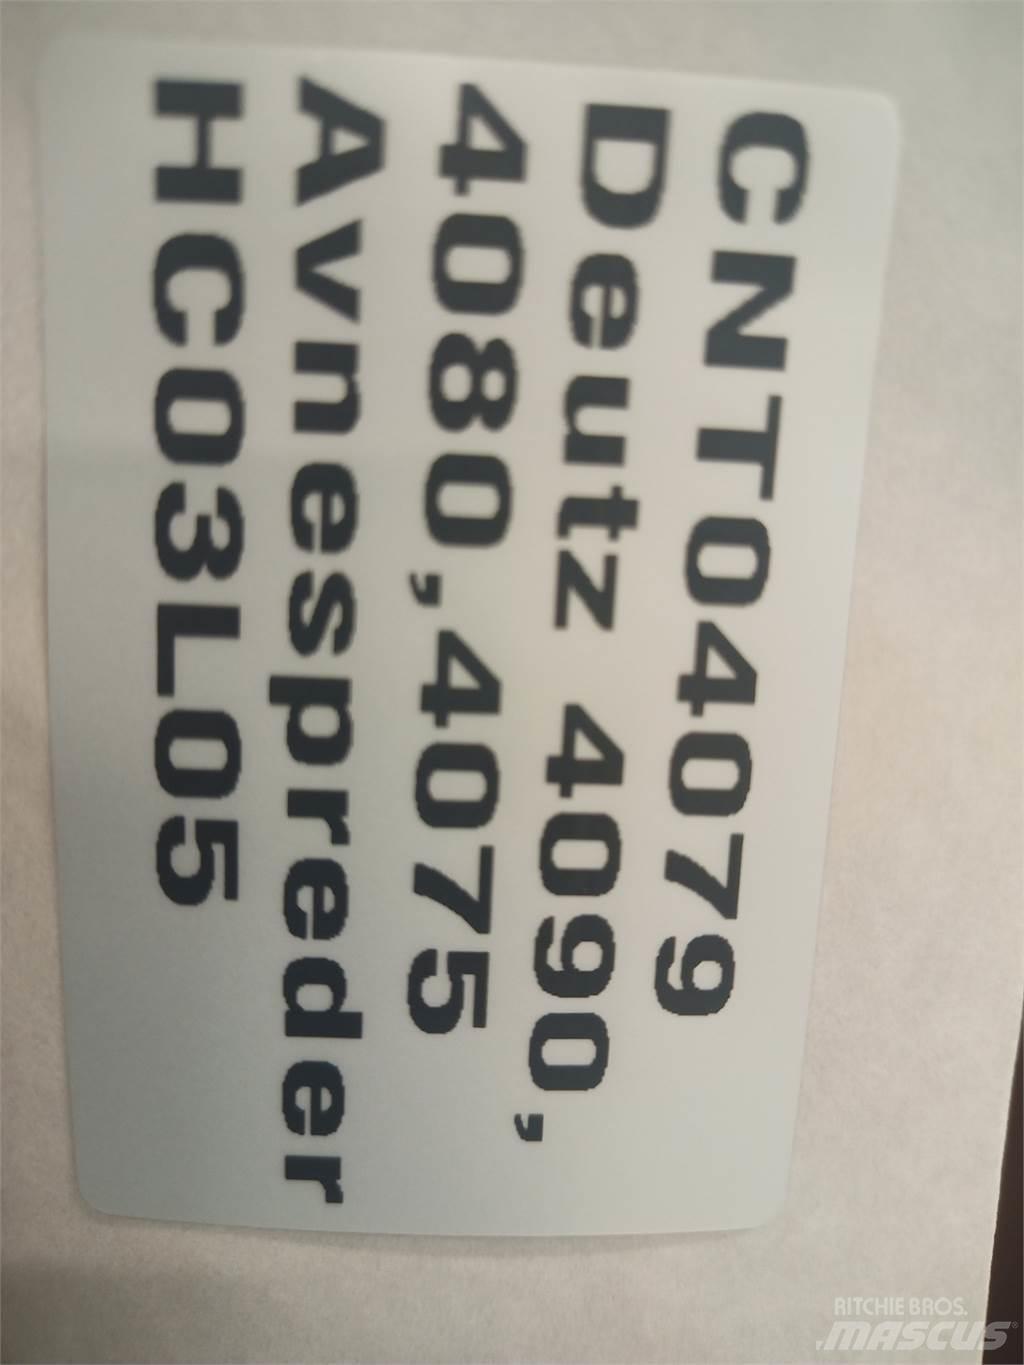 CNT04079
Deutz 4090,
4080,4075
Avnespreder
HC03L05
RITCHIE BROS.
MASCUS